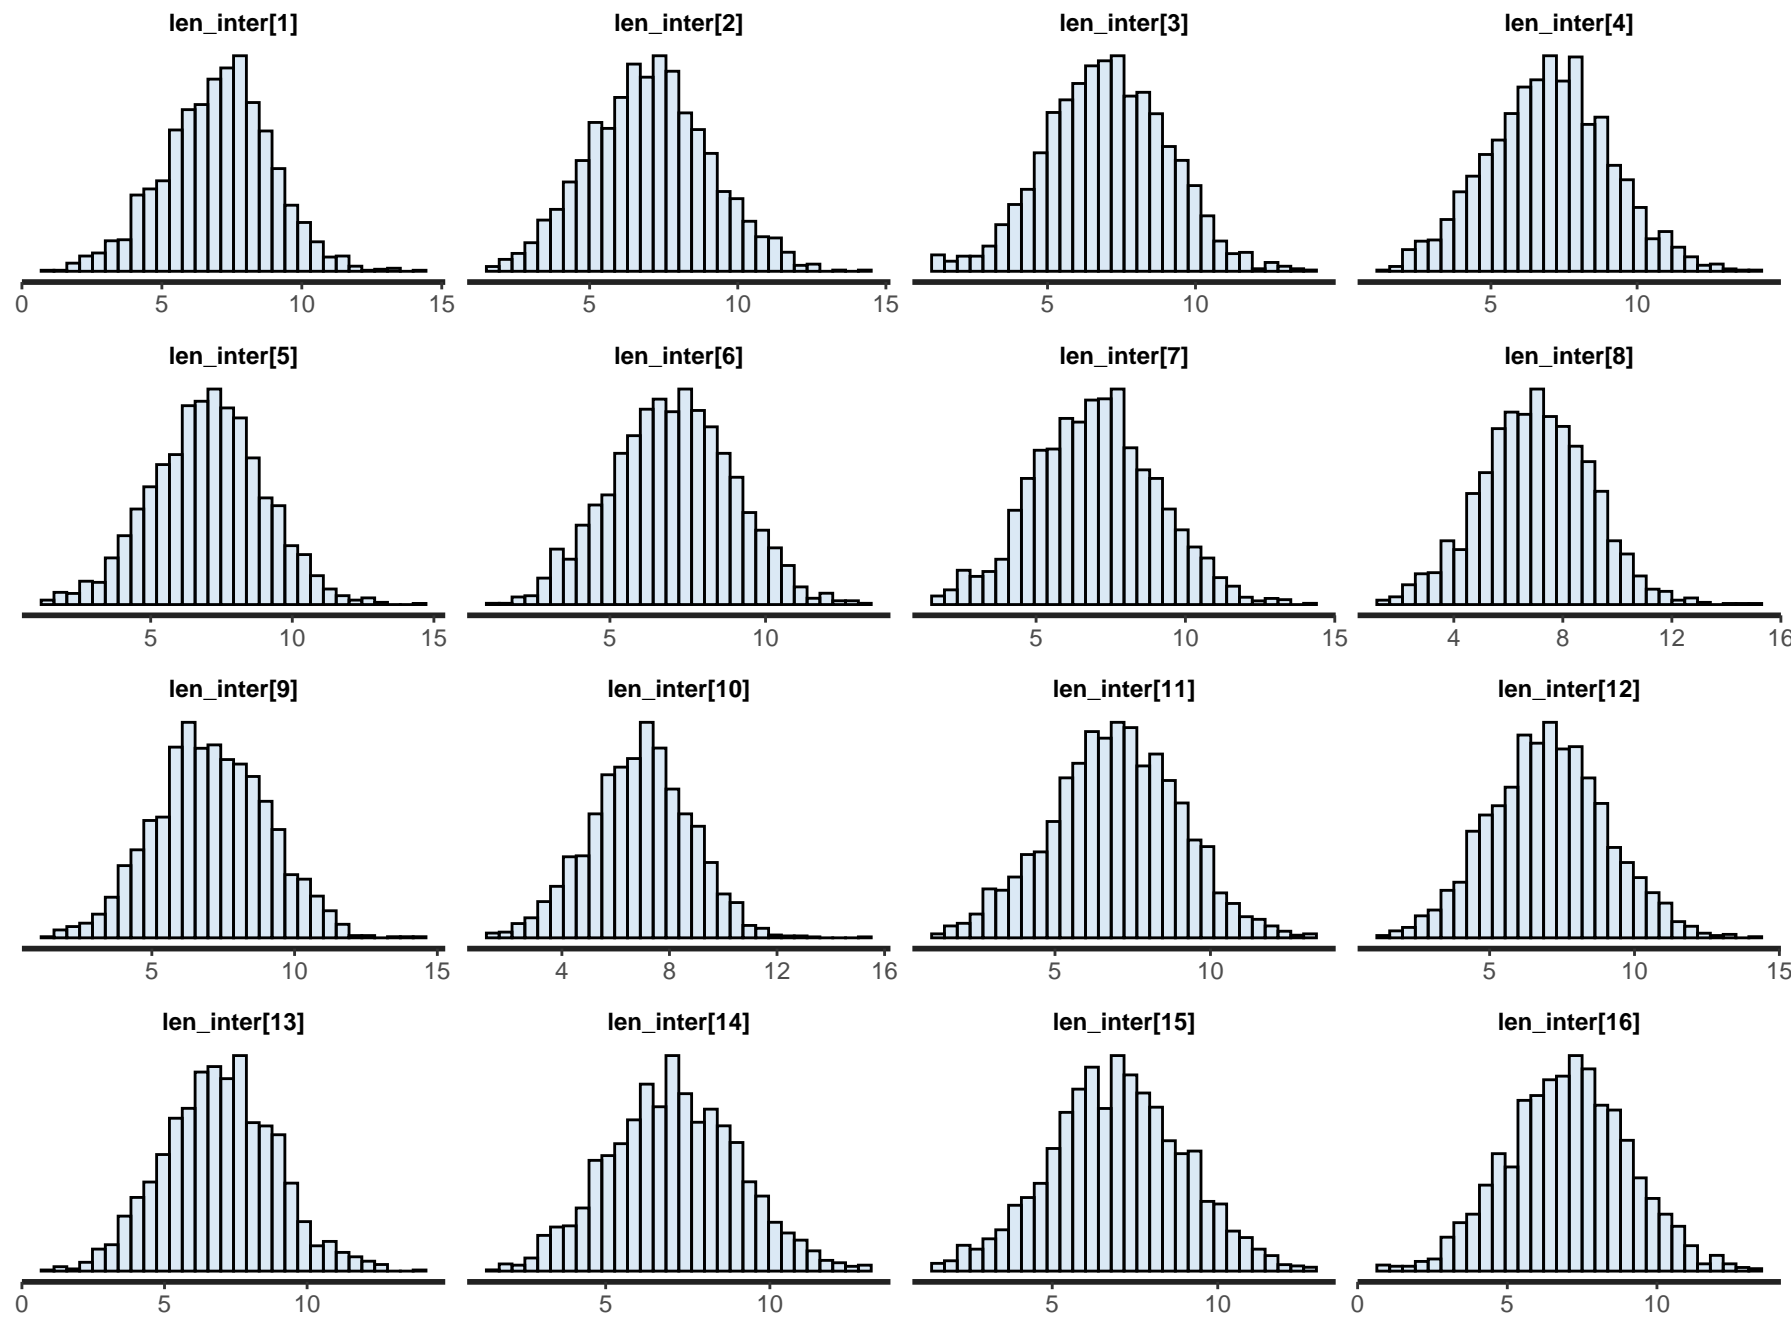 len_inter[1] len_inter[2] len_inter[3] len_inter[4]
0 5 10 15 5 10 15 5 10 5 10
len_inter[5] len_inter[6] len_inter[7] len_inter[8]
5 10 15 5 10 5 10 15 4 8 12 16
len_inter[9] len_inter[10] len_inter[11] len_inter[12]
5 10 15 4 8 12 16 5 10 5 10 15
len_inter[13] len_inter[14] len_inter[15] len_inter[16]
0 5 10 5 10 5 10 0 5 10